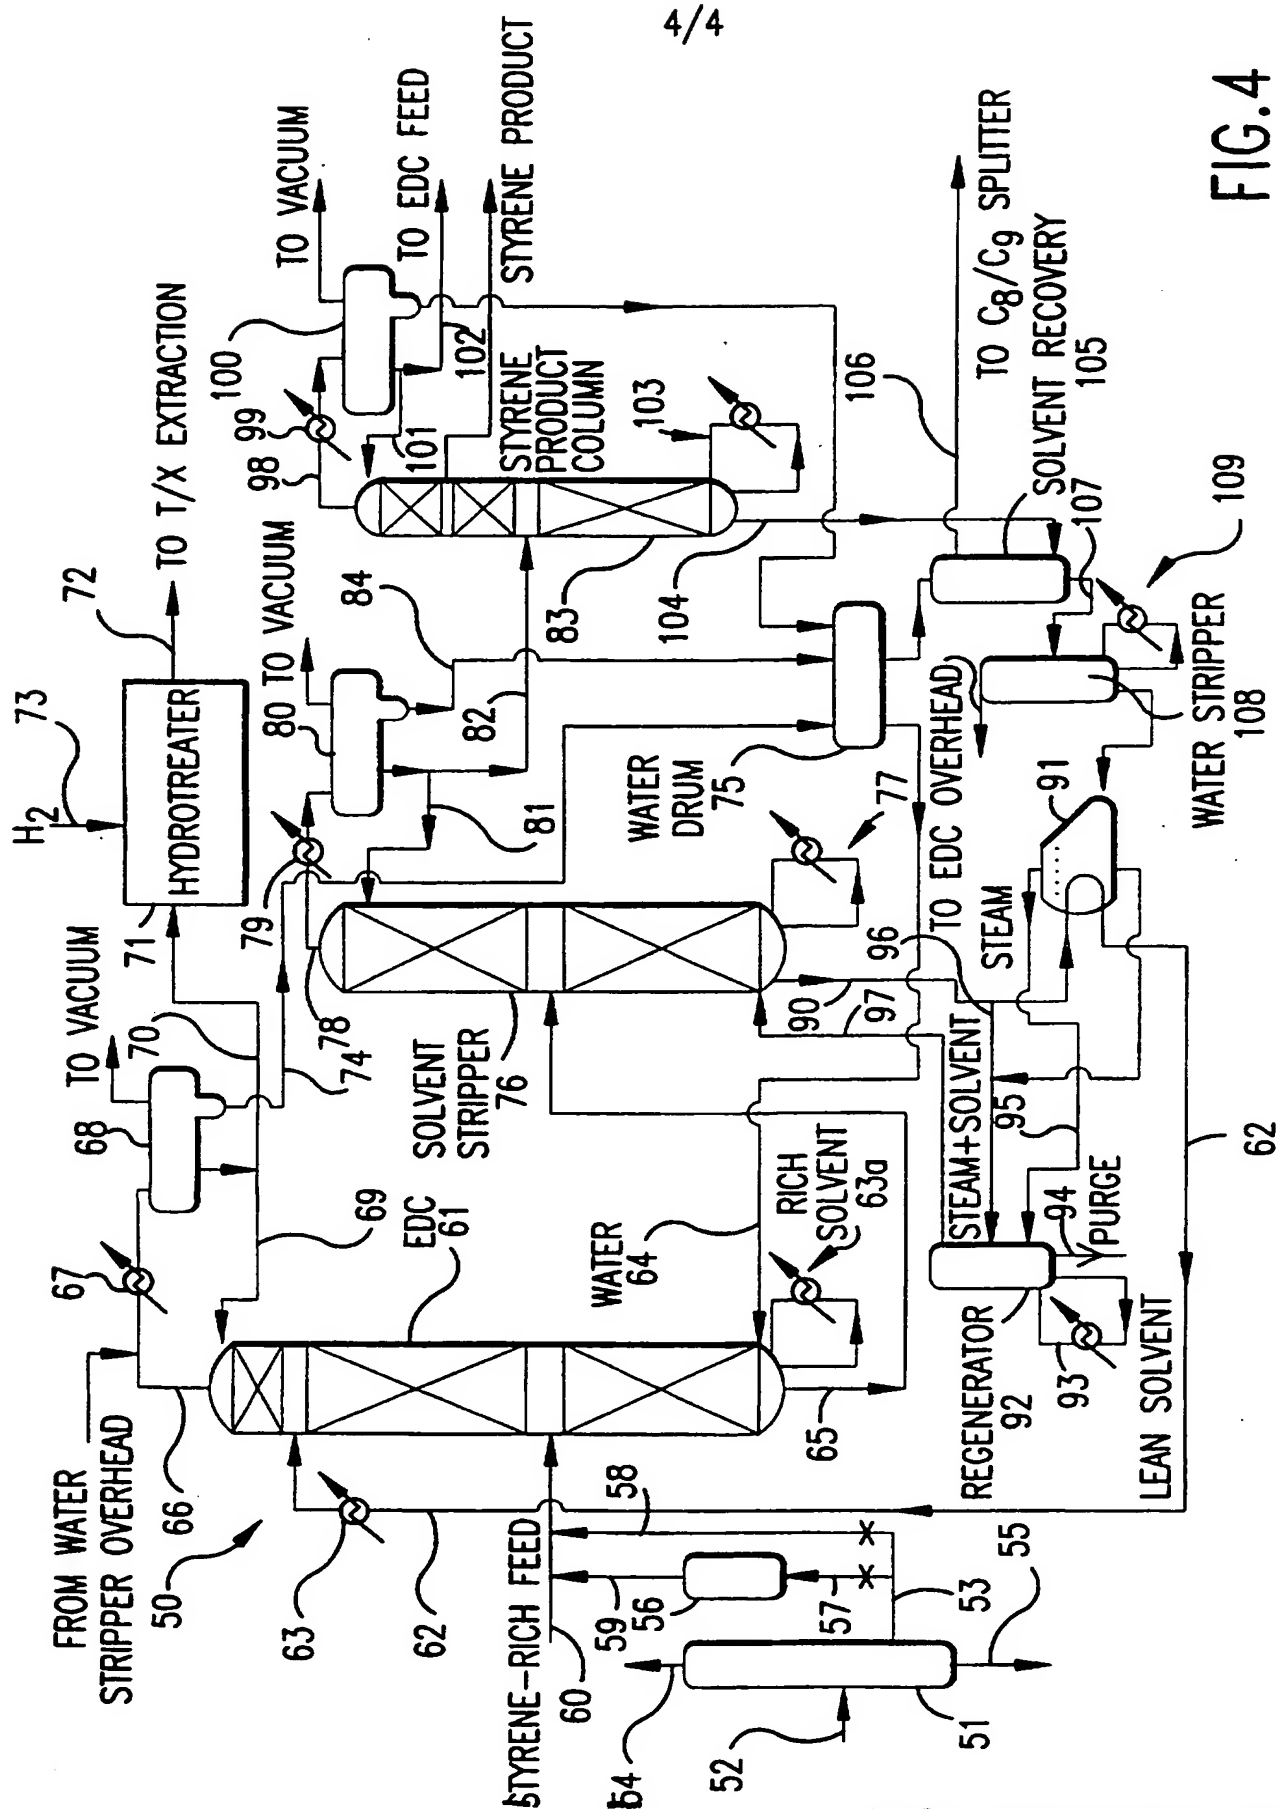 4/4
H2
73
72
TO T/X EXTRACTION
HYDROTREATER
71
TO VACUUM
TO EDC FEED
STYRENE PRODUCT
100
99
98
101
102
STYRENE
PRODUCT
COLUMN
103
83
104
TO VACUUM
80
79
78
81
82
84
TO VACUUM
68
70
74
67
69
66
FROM WATER
STRIPPER OVERHEAD
50
63
62
EDC
61
SOLVENT
STRIPPER
76
77
WATER
DRUM
75
WATER
64
RICH
SOLVENT
63a
65
STYRENE-RICH FEED
60
58
59
56
57
53
54
52
51
55
106
TO C8/C9 SPLITTER
SOLVENT RECOVERY
105
107
109
WATER STRIPPER
108
TO EDC OVERHEAD
STEAM
91
96
90
97
STEAM+SOLVENT
95
94
PURGE
REGENERATOR
92
93
LEAN SOLVENT
62
FIG.4